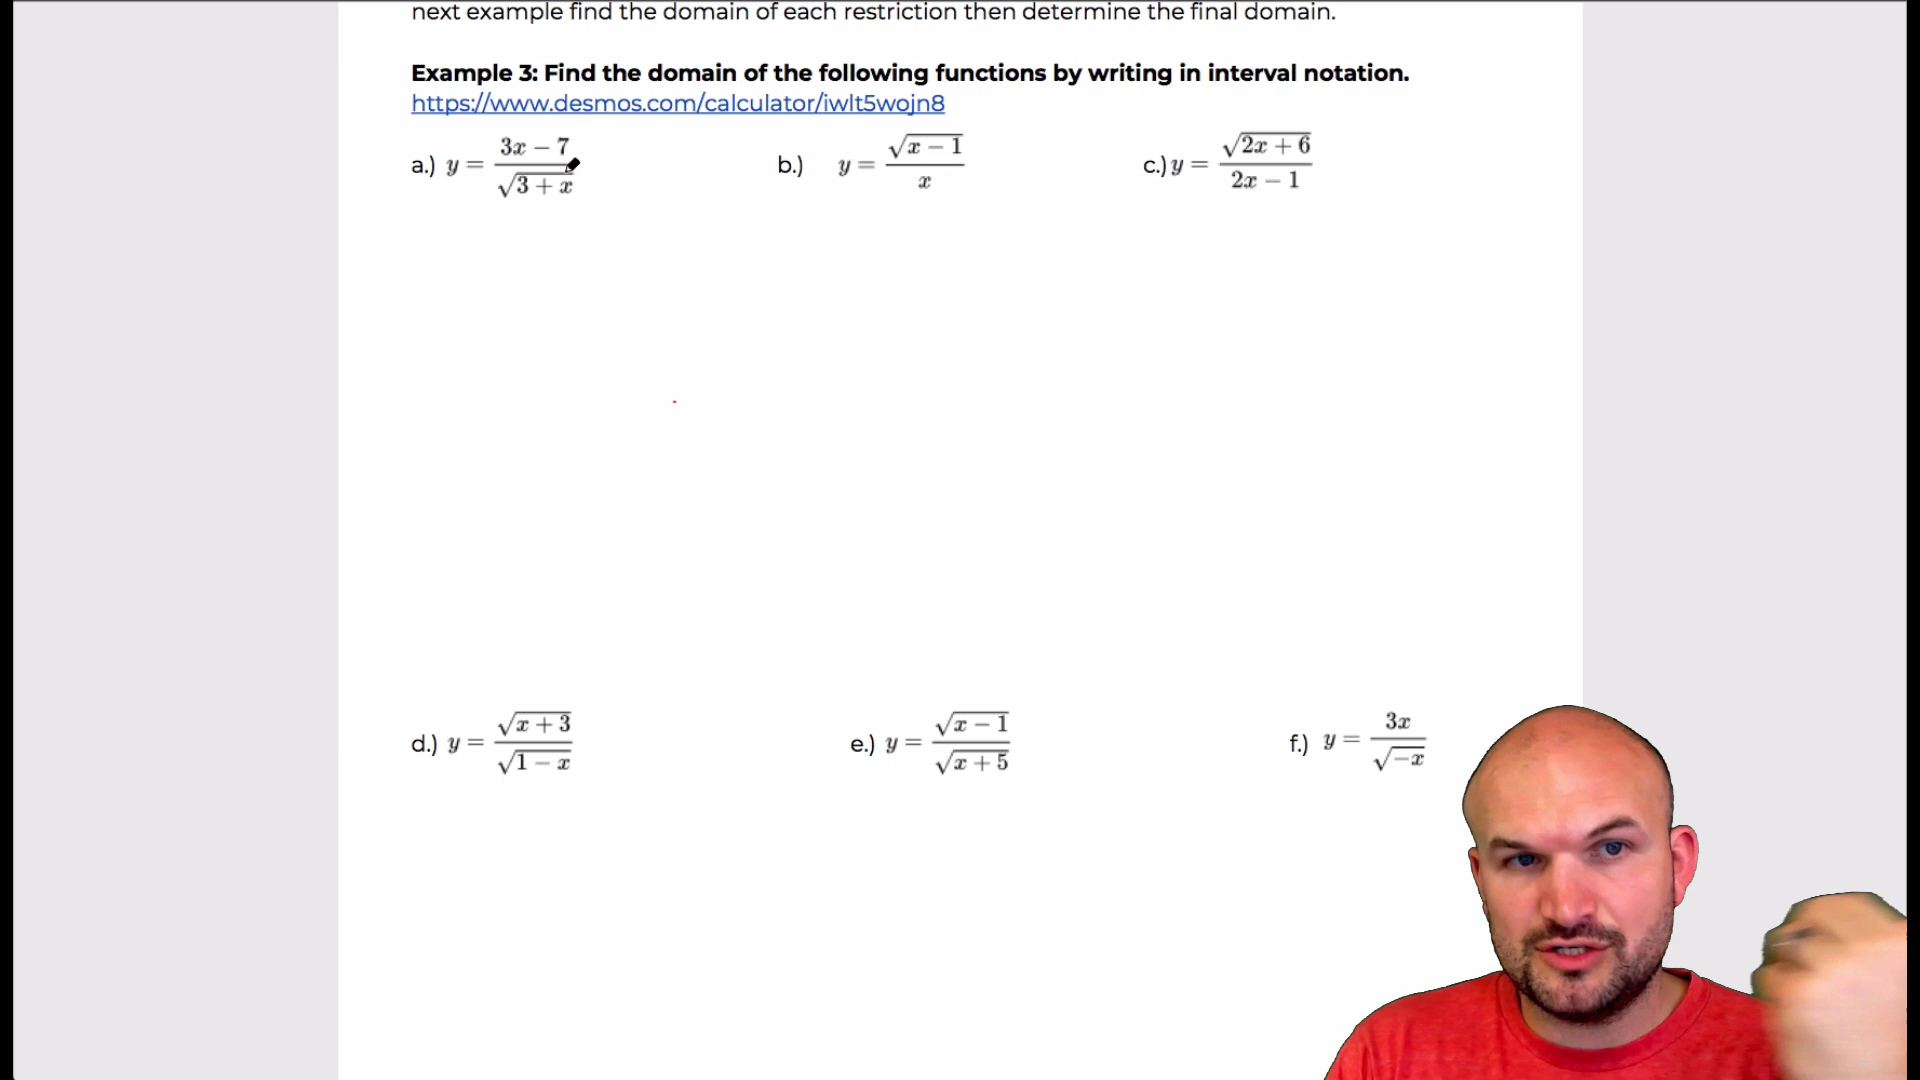 next example find the domain of each restriction then determine the final domain.
Example 3: Find the domain of the following functions by writing in interval notation.
https://www.desmos.com/calculator/iwlt5wojn8
a.) y = (3x − 7)/√(3 + x) b.) y = √(x − 1)/x c.) y = √(2x + 6)/(2x − 1)
d.) y = √(x + 3)/√(1 − x) e.) y = √(x − 1)/√(x + 5) f.) y = 3x/√(−x)